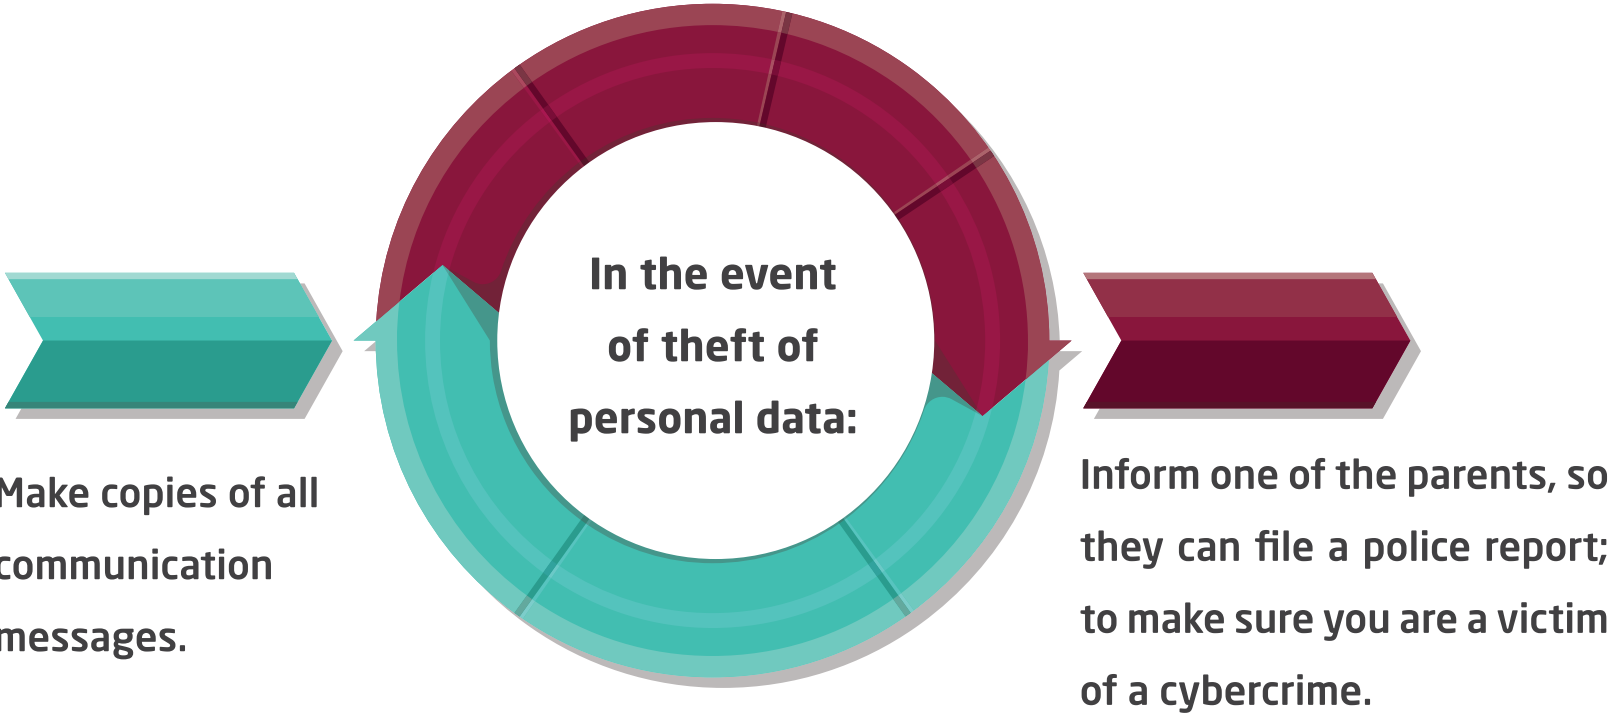 In the event
of theft of
personal data:
Make copies of all
communication
messages.
Inform one of the parents, so
they can file a police report;
to make sure you are a victim
of a cybercrime.